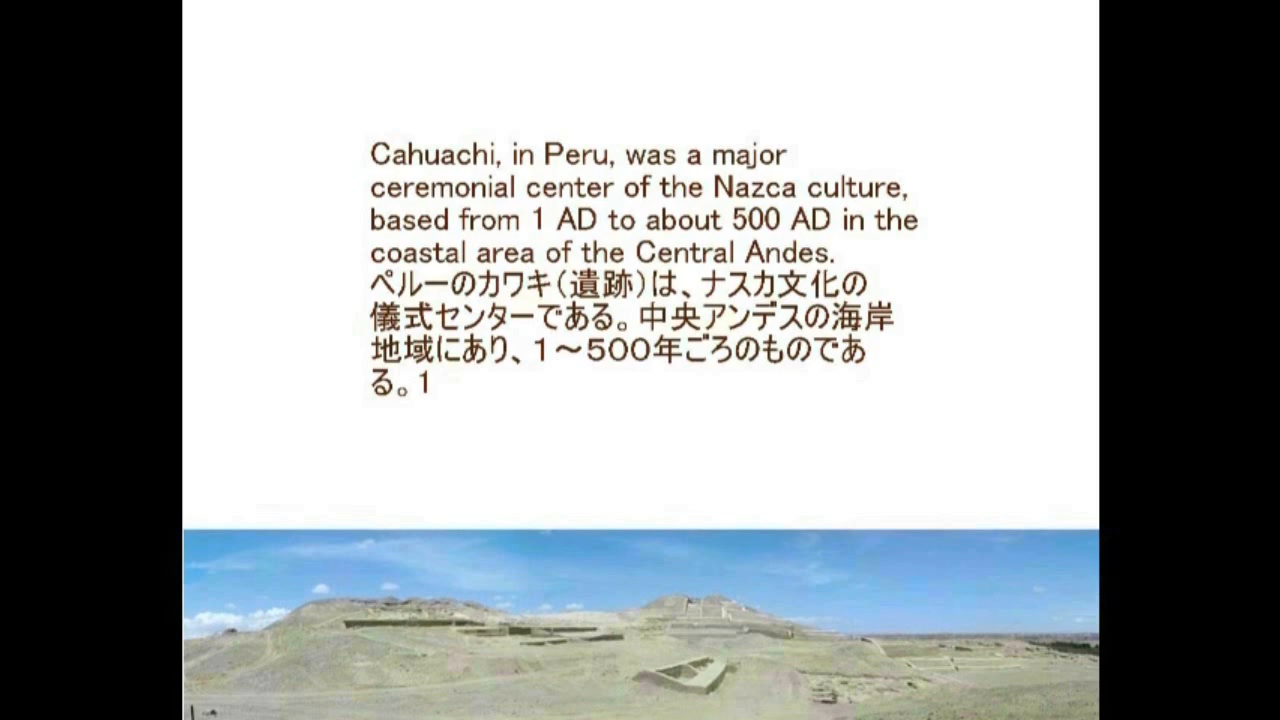 Cahuachi, in Peru, was a major
ceremonial center of the Nazca culture,
based from 1 AD to about 500 AD in the
coastal area of the Central Andes.
ペルーのカワキ（遺跡）は、ナスカ文化の
儀式センターである。中央アンデスの海岸
地域にあり、１～５００年ごろのものであ
る。1